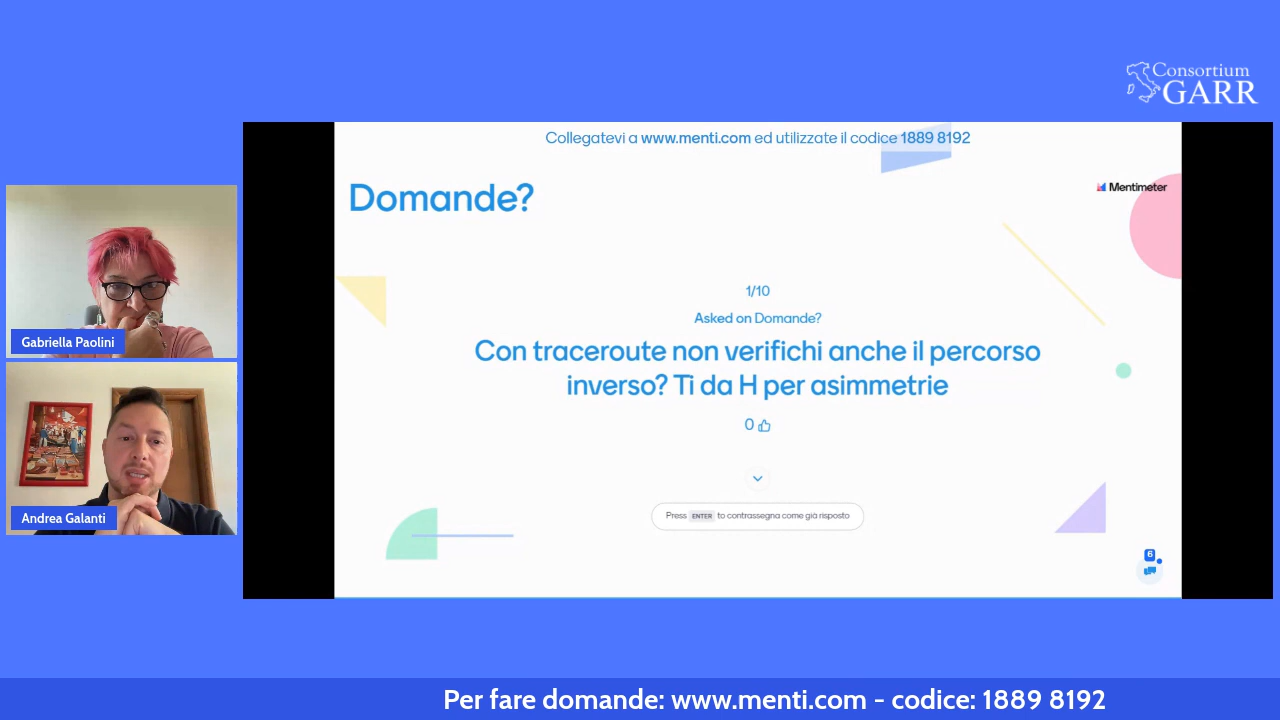 Consortium
GARR
Collegatevi a www.menti.com ed utilizzate il codice 1889 8192
Domande?
Mentimeter
1/10
Asked on Domande?
Con traceroute non verifichi anche il percorso
inverso? Ti da H per asimmetrie
0
Press ENTER to contrassegna come già risposto
6
Gabriella Paolini
Andrea Galanti
Per fare domande: www.menti.com - codice: 1889 8192